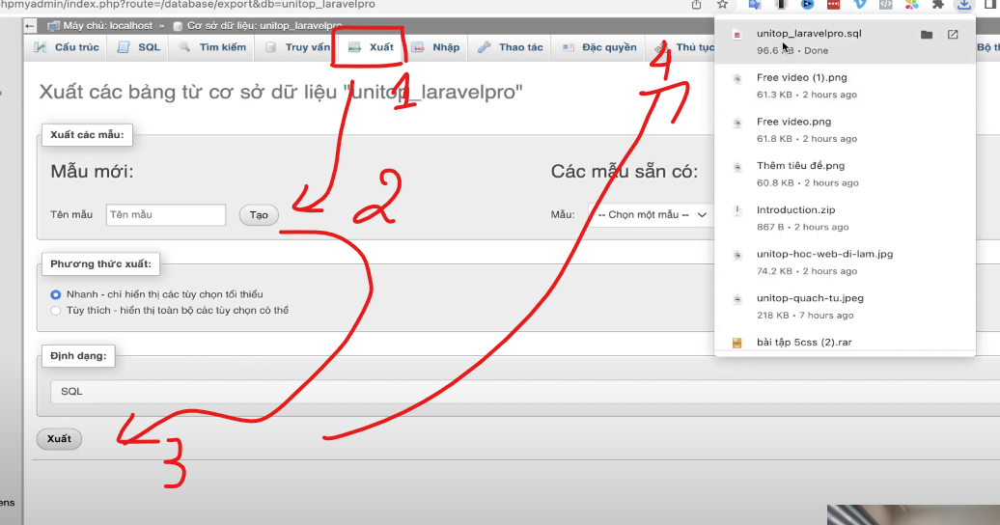 hpmyadmin/index.php?route=/database/export&db=unitop_laravelpro
Máy chủ: localhost » Cơ sở dữ liệu: unitop_laravelpro
Cấu trúc SQL Tìm kiếm Truy vấn Xuất Nhập Thao tác Đặc quyền Thủ tục Bộ th
1
4
Xuất các bảng từ cơ sở dữ liệu "unitop_laravelpro"
Xuất các mẫu:
Mẫu mới:
Các mẫu sẵn có:
2
Tên mẫu Tên mẫu Tạo
Mẫu: -- Chọn một mẫu --
Phương thức xuất:
Nhanh - chỉ hiển thị các tùy chọn tối thiểu
Tùy thích - hiển thị toàn bộ các tùy chọn có thể
Định dạng:
SQL
Xuất
3
ens
unitop_laravelpro.sql
96.6 KB • Done
Free video (1).png
61.3 KB • 2 hours ago
Free video.png
61.8 KB • 2 hours ago
Thêm tiêu đề.png
60.8 KB • 2 hours ago
Introduction.zip
867 B • 2 hours ago
unitop-hoc-web-di-lam.jpg
74.2 KB • 2 hours ago
unitop-quach-tu.jpeg
218 KB • 7 hours ago
bài tập 5css (2).rar